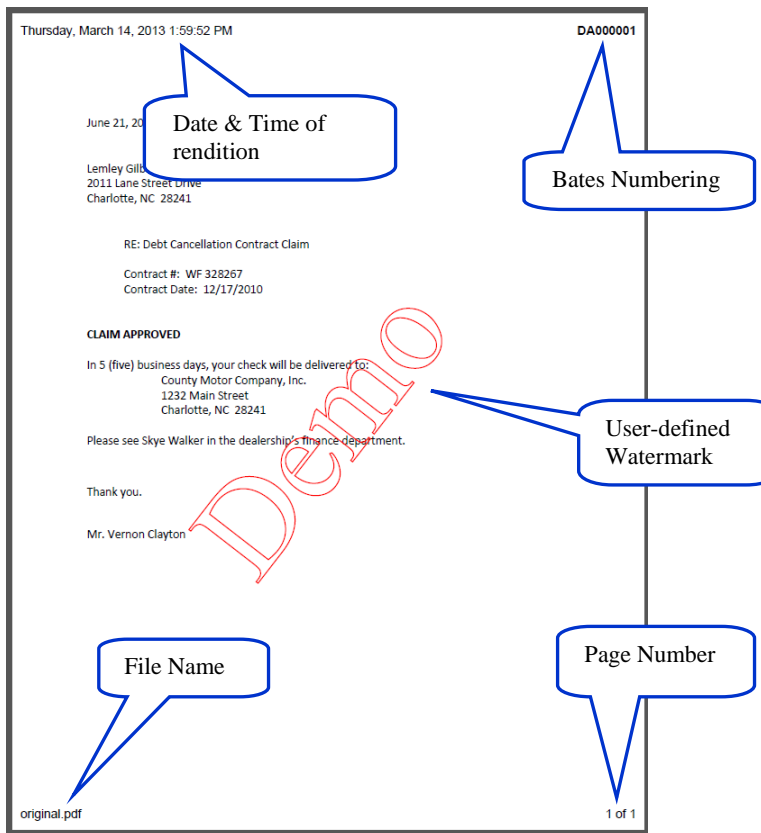 Thursday, March 14, 2013 1:59:52 PM
DA000001
Date & Time of
rendition
Bates Numbering
June 21, 20
Lemley Gilb
2011 Lane Street Drive
Charlotte, NC 28241
RE: Debt Cancellation Contract Claim
Contract #: WF 328267
Contract Date: 12/17/2010
CLAIM APPROVED
In 5 (five) business days, your check will be delivered to:
County Motor Company, Inc.
1232 Main Street
Charlotte, NC 28241
Please see Skye Walker in the dealership's finance department.
Demo
User-defined
Watermark
Thank you.
Mr. Vernon Clayton
File Name
Page Number
original.pdf
1 of 1